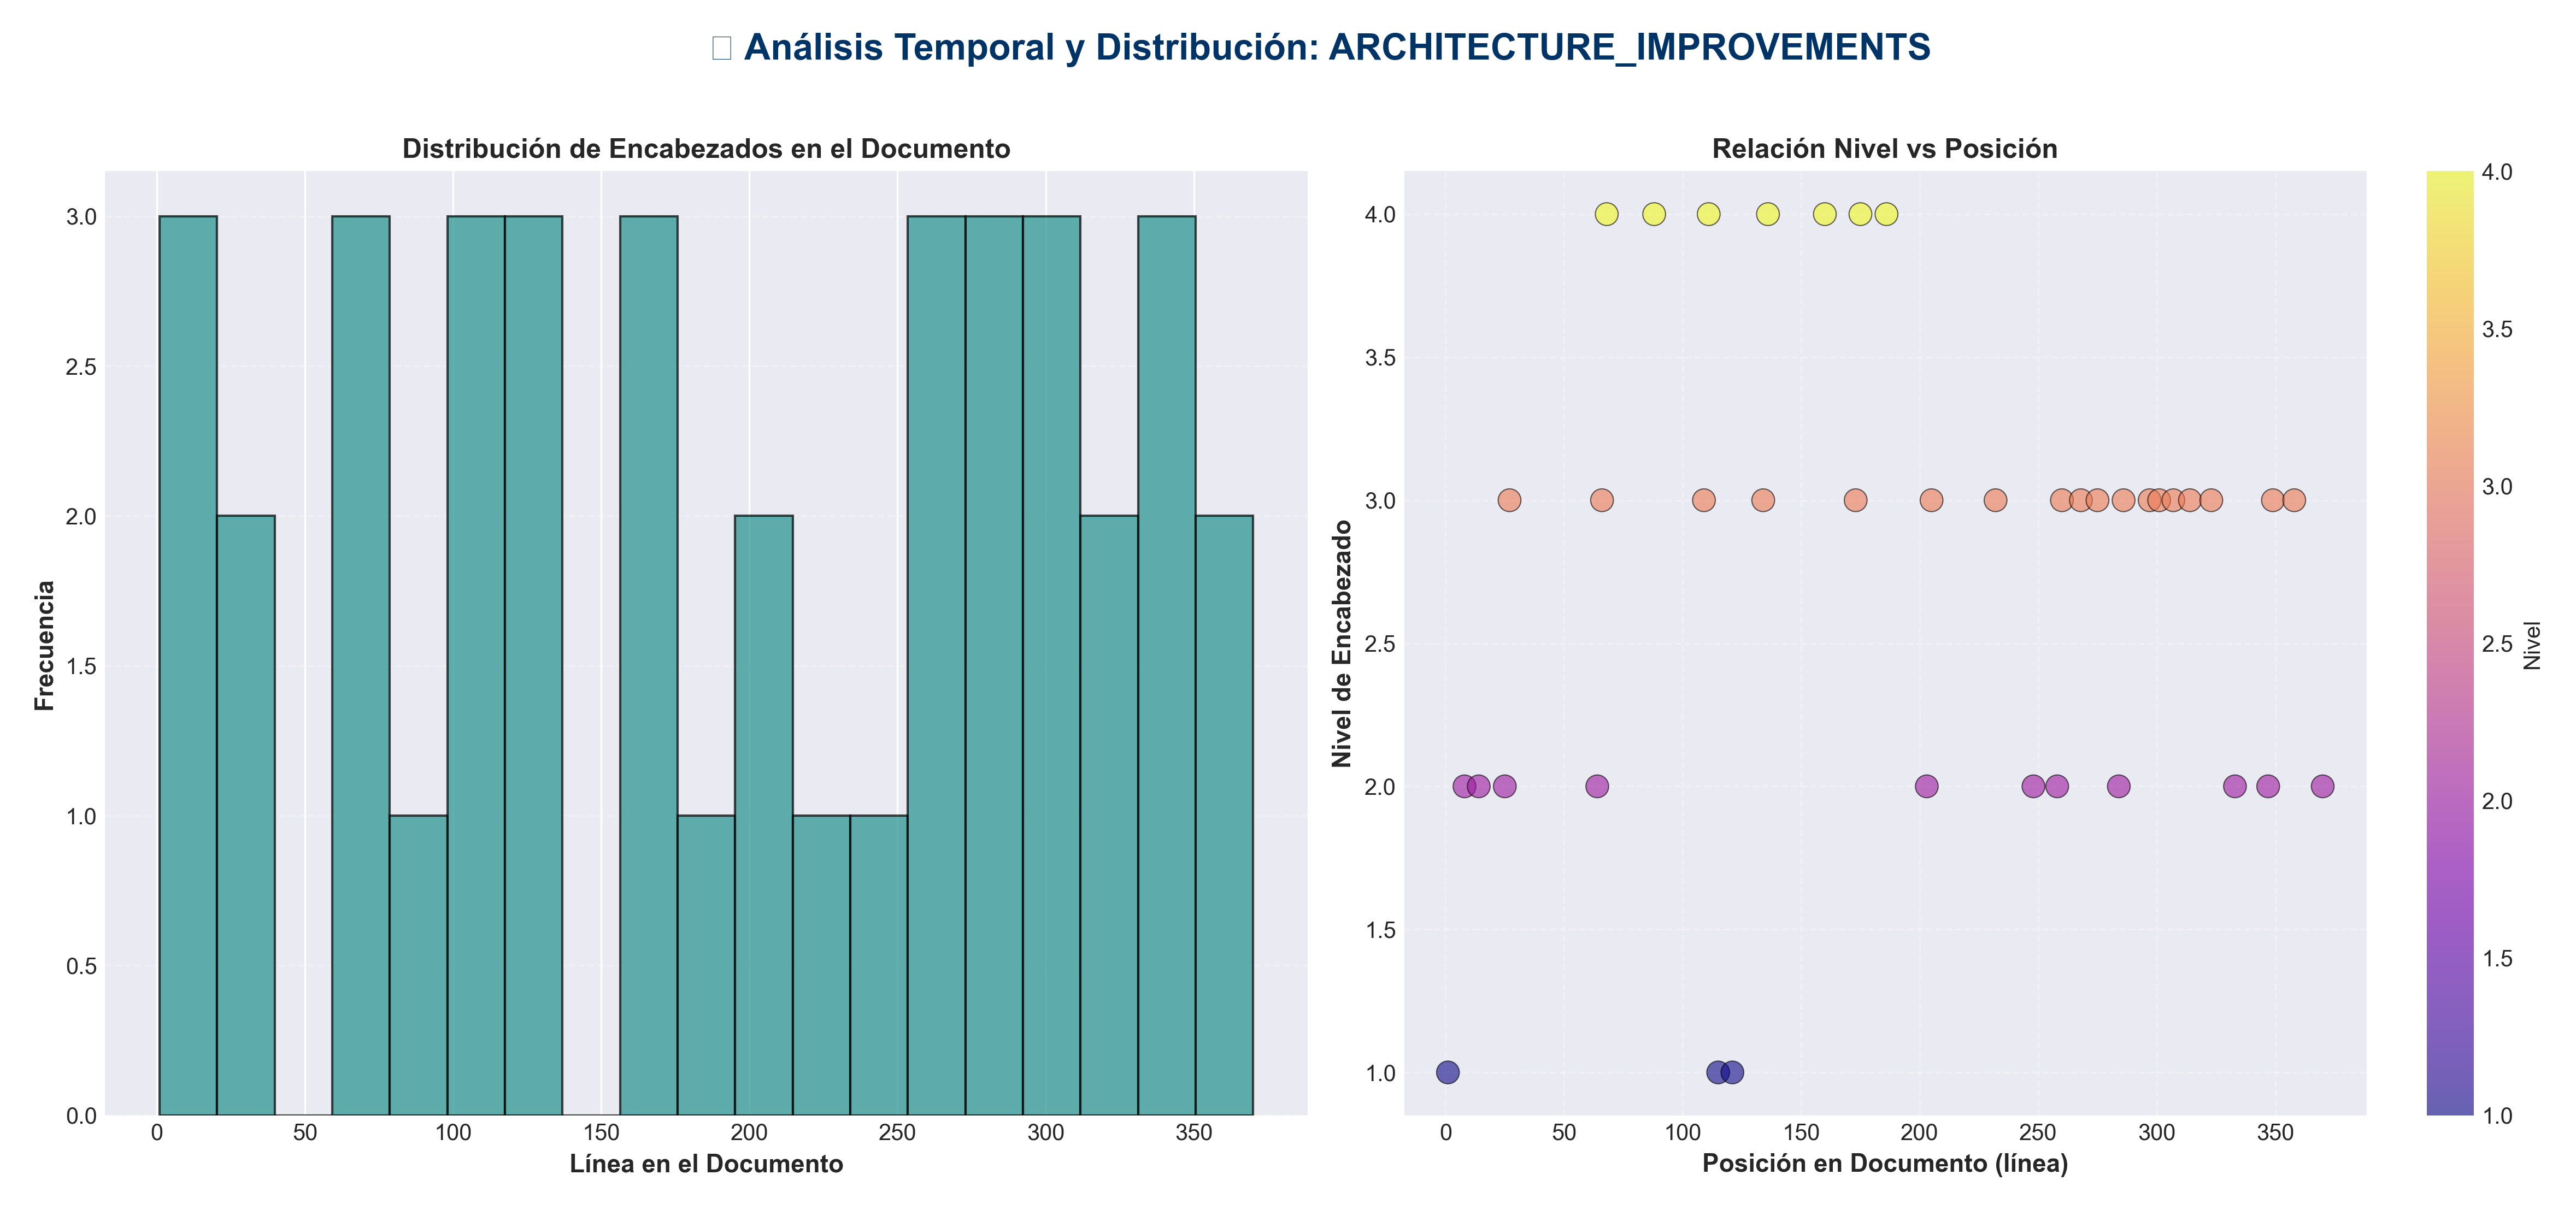 Análisis Temporal y Distribución: ARCHITECTURE_IMPROVEMENTS
Distribución de Encabezados en el Documento
Frecuencia
3.0
2.5
2.0
1.5
1.0
0.5
0.0
0 50 100 150 200 250 300 350
Línea en el Documento
Relación Nivel vs Posición
Nivel de Encabezado
4.0
3.5
3.0
2.5
2.0
1.5
1.0
0 50 100 150 200 250 300 350
Posición en Documento (línea)
4.0
3.5
3.0
2.5
2.0
1.5
1.0
Nivel